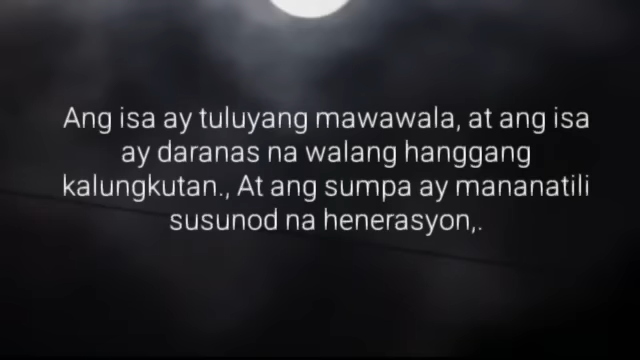 Ang isa ay tuluyang mawawala, at ang isa
ay daranas na walang hanggang
kalungkutan., At ang sumpa ay mananatili
susunod na henerasyon,.